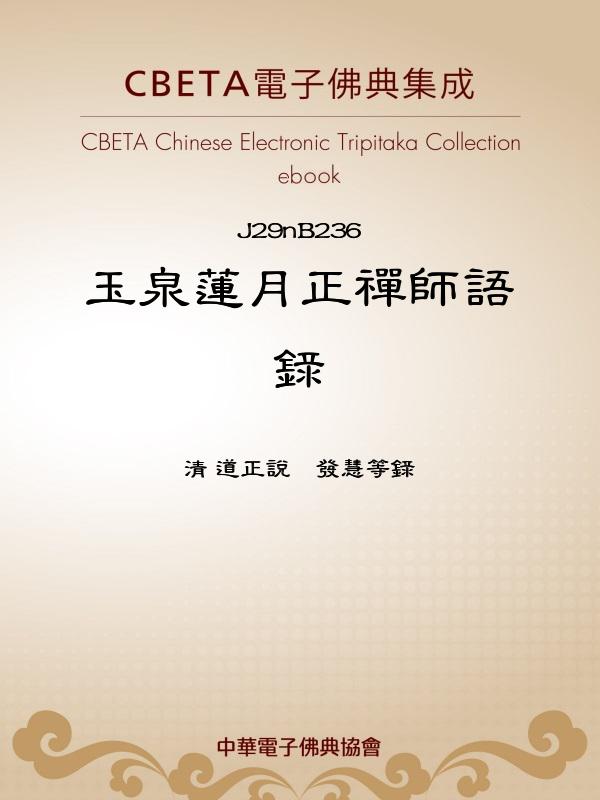 CBETA電子佛典集成
CBETA Chinese Electronic Tripitaka Collection
ebook
J29nB236
玉泉蓮月正禪師語
錄
清 道正說　發慧等錄
中華電子佛典協會